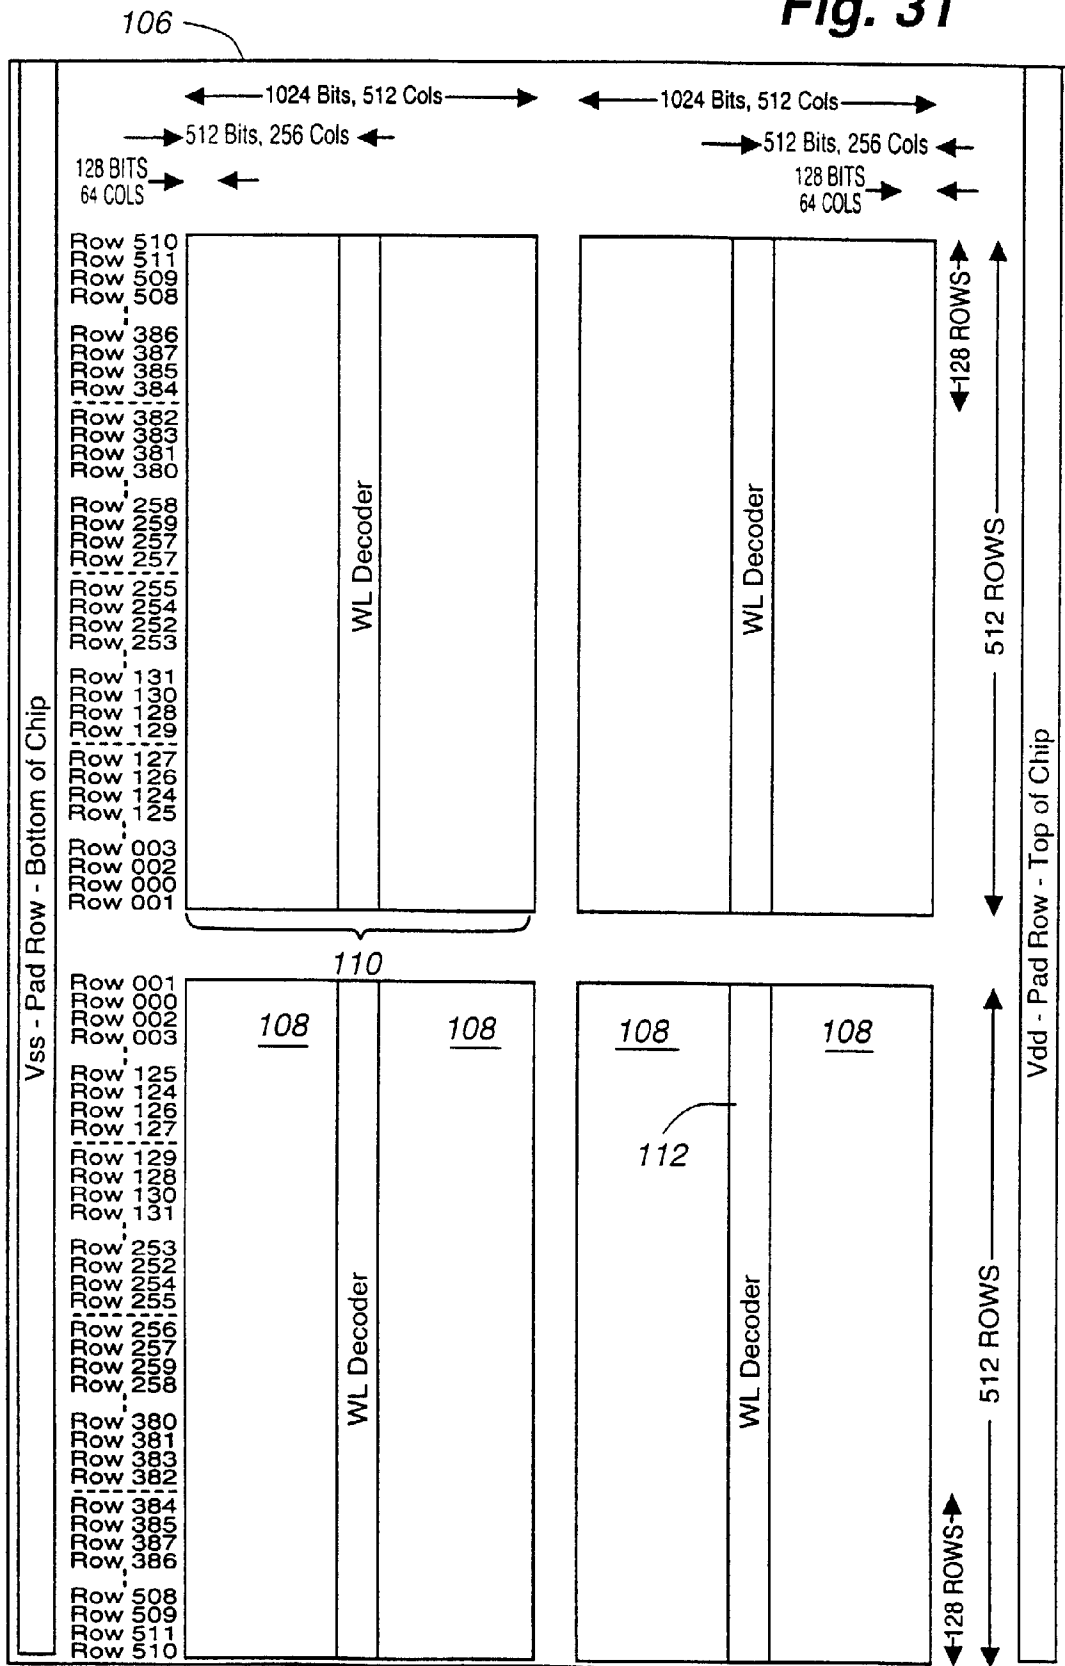 Fig. 31
106
1024 Bits, 512 Cols
1024 Bits, 512 Cols
512 Bits, 256 Cols
512 Bits, 256 Cols
128 BITS
64 COLS
128 BITS
64 COLS
Row 510
Row 511
Row 509
Row 508
Row 386
Row 387
Row 385
Row 384
Row 382
Row 383
Row 381
Row 380
Row 258
Row 259
Row 257
Row 257
Row 255
Row 254
Row 252
Row 253
Row 131
Row 130
Row 128
Row 129
Row 127
Row 126
Row 124
Row 125
Row 003
Row 002
Row 000
Row 001
WL Decoder
WL Decoder
128 ROWS
512 ROWS
Vss - Pad Row - Bottom of Chip
Vdd - Pad Row - Top of Chip
110
Row 001
Row 000
Row 002
Row 003
Row 125
Row 124
Row 126
Row 127
Row 129
Row 128
Row 130
Row 131
Row 253
Row 252
Row 254
Row 255
Row 256
Row 257
Row 259
Row 258
Row 380
Row 381
Row 383
Row 382
Row 384
Row 385
Row 387
Row 386
Row 508
Row 509
Row 511
Row 510
108
108
108
108
112
WL Decoder
WL Decoder
512 ROWS
128 ROWS